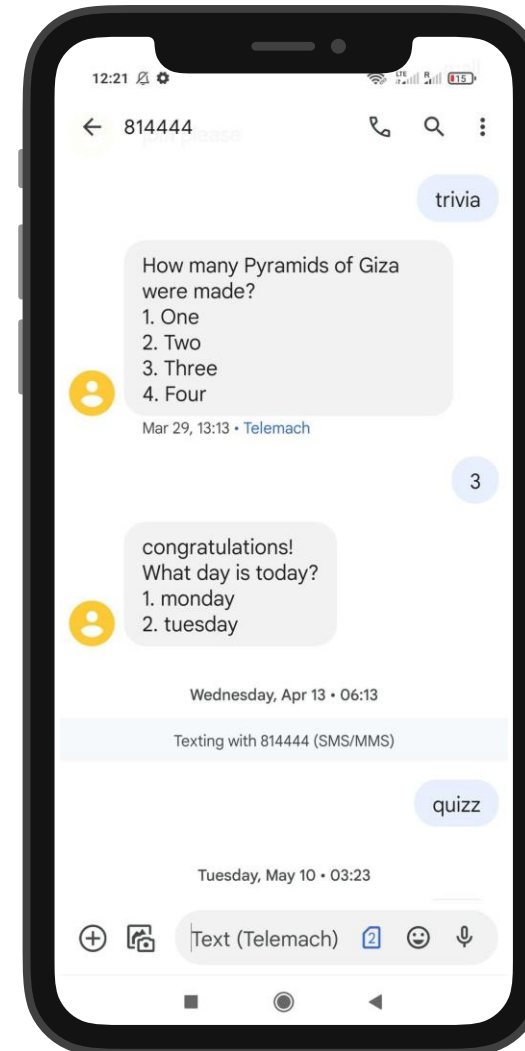 12:21
LTE
R
15
814444
trivia
How many Pyramids of Giza
were made?
1. One
2. Two
3. Three
4. Four
Mar 29, 13:13 • Telemach
3
congratulations!
What day is today?
1. monday
2. tuesday
Wednesday, Apr 13 • 06:13
Texting with 814444 (SMS/MMS)
quizz
Tuesday, May 10 • 03:23
Text (Telemach)
2